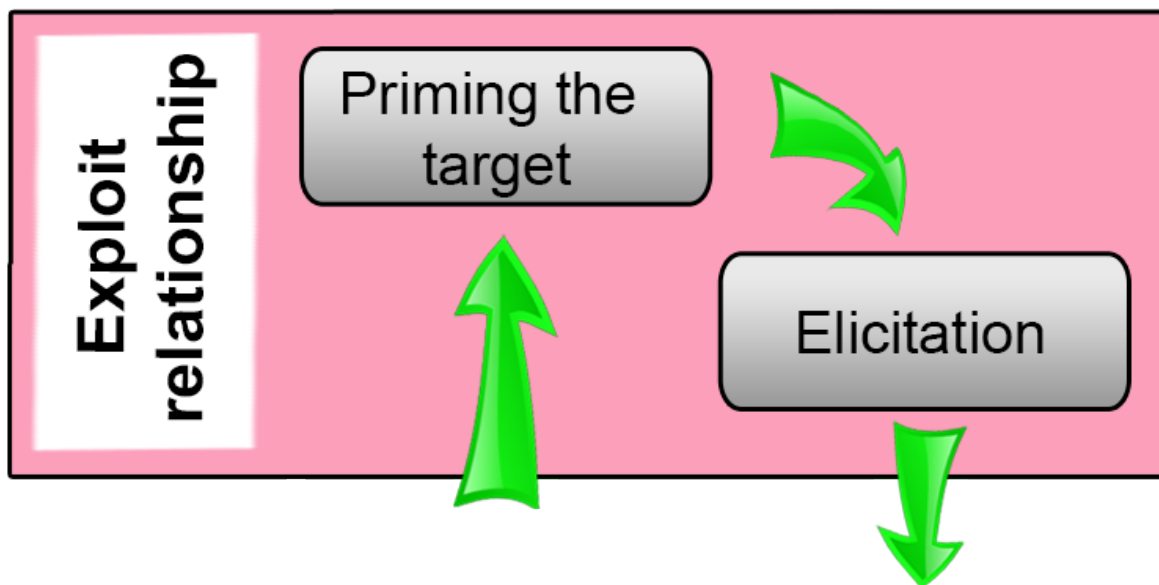 Exploit
relationship
Priming the
target
Elicitation